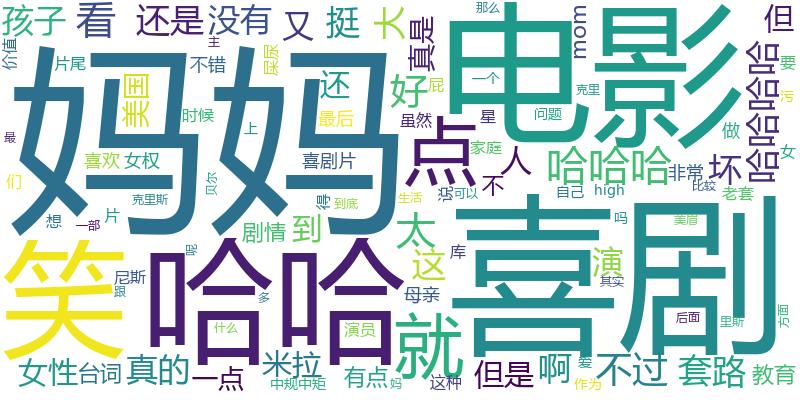 孩子 看 还是 没有 又 挺 大 真是 那么 mom 但
价值 片尾 美国 不错 主 屎尿 还 好 屁 一个 克里 哈哈哈哈 要
妈妈 电影
时候 最后 虽然 星 问题 污
最 喜欢 女权 上 喜剧片 点 家庭 做 女
们 克里斯 贝尔 得 到底 人 哈哈哈 非常 坏
想 一部 片 剧情 到 生活 不 可以 自己 high 比较 老套
笑 哈哈 太 喜剧
呢 这 库 演 吗 美眉
尼斯 跟 多 母亲 其实
什么 演员 就 后面 里斯 方面
女性 台词 真的 一点 米拉 有点 妈 这种 但是 啊 爱 不过 套路 教育
中规中矩 作为